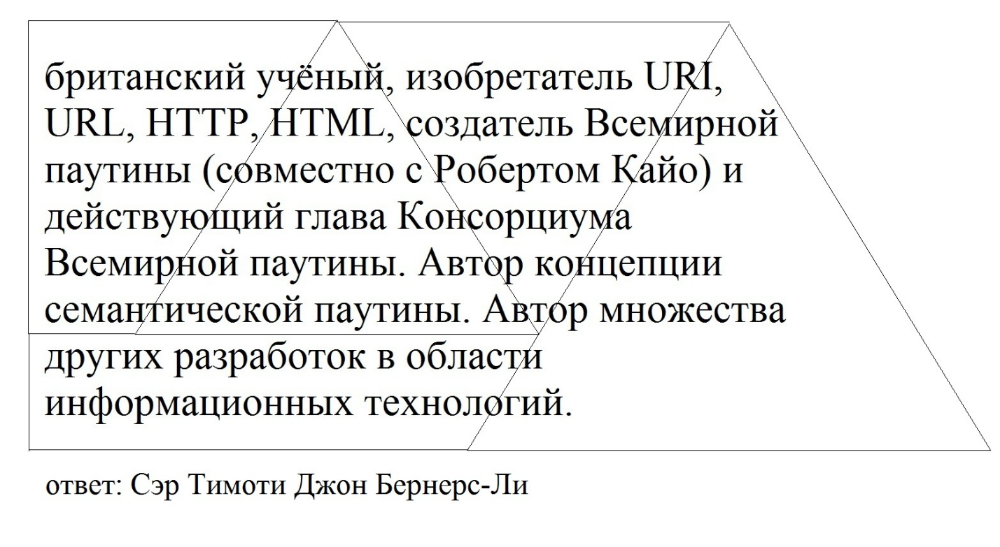 британский учёный, изобретатель URI,
URL, HTTP, HTML, создатель Всемирной
паутины (совместно с Робертом Кайо) и
действующий глава Консорциума
Всемирной паутины. Автор концепции
семантической паутины. Автор множества
других разработок в области
информационных технологий.
ответ: Сэр Тимоти Джон Бернерс-Ли